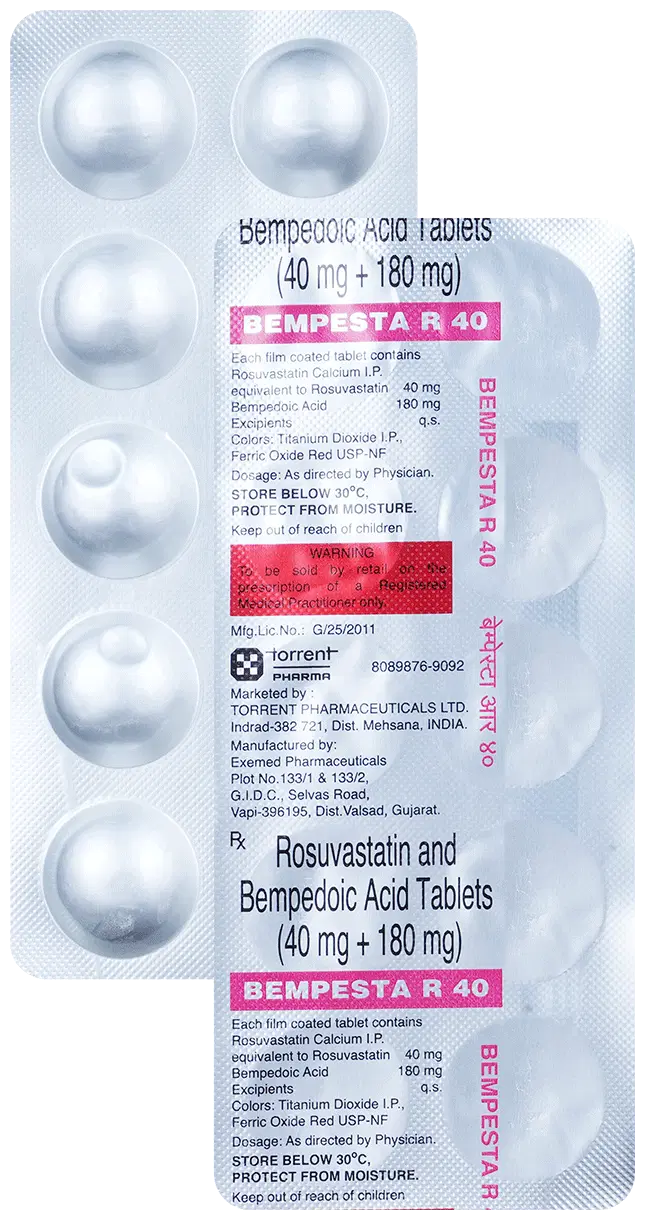 Bempedoic Acid Tablets
(40 mg + 180 mg)
BEMPESTA R 40
Each film coated tablet contains
Rosuvastatin Calcium I.P.
equivalent to Rosuvastatin 40 mg
Bempedoic Acid 180 mg
Excipients q.s.
Colors: Titanium Dioxide I.P.,
Ferric Oxide Red USP-NF
Dosage: As directed by Physician.
STORE BELOW 30°C,
PROTECT FROM MOISTURE.
Keep out of reach of children
WARNING
To be sold by retail on the
prescription of a Registered
Medical Practitioner only.
Mfg.Lic.No.: G/25/2011
torrent
PHARMA
8089876-9092
Marketed by :
TORRENT PHARMACEUTICALS LTD.
Indrad-382 721, Dist. Mehsana, INDIA.
Manufactured by:
Exemed Pharmaceuticals
Plot No.133/1 & 133/2,
G.I.D.C., Selvas Road,
Vapi-396195, Dist.Valsad, Gujarat.
BEMPESTA R 40
बेम्पेस्टा आर ४०
Rx
Rosuvastatin and
Bempedoic Acid Tablets
(40 mg + 180 mg)
BEMPESTA R 40
Each film coated tablet contains
Rosuvastatin Calcium I.P.
equivalent to Rosuvastatin 40 mg
Bempedoic Acid 180 mg
Excipients q.s.
Colors: Titanium Dioxide I.P.,
Ferric Oxide Red USP-NF
Dosage: As directed by Physician.
STORE BELOW 30°C,
PROTECT FROM MOISTURE.
Keep out of reach of children
BEMPESTA R